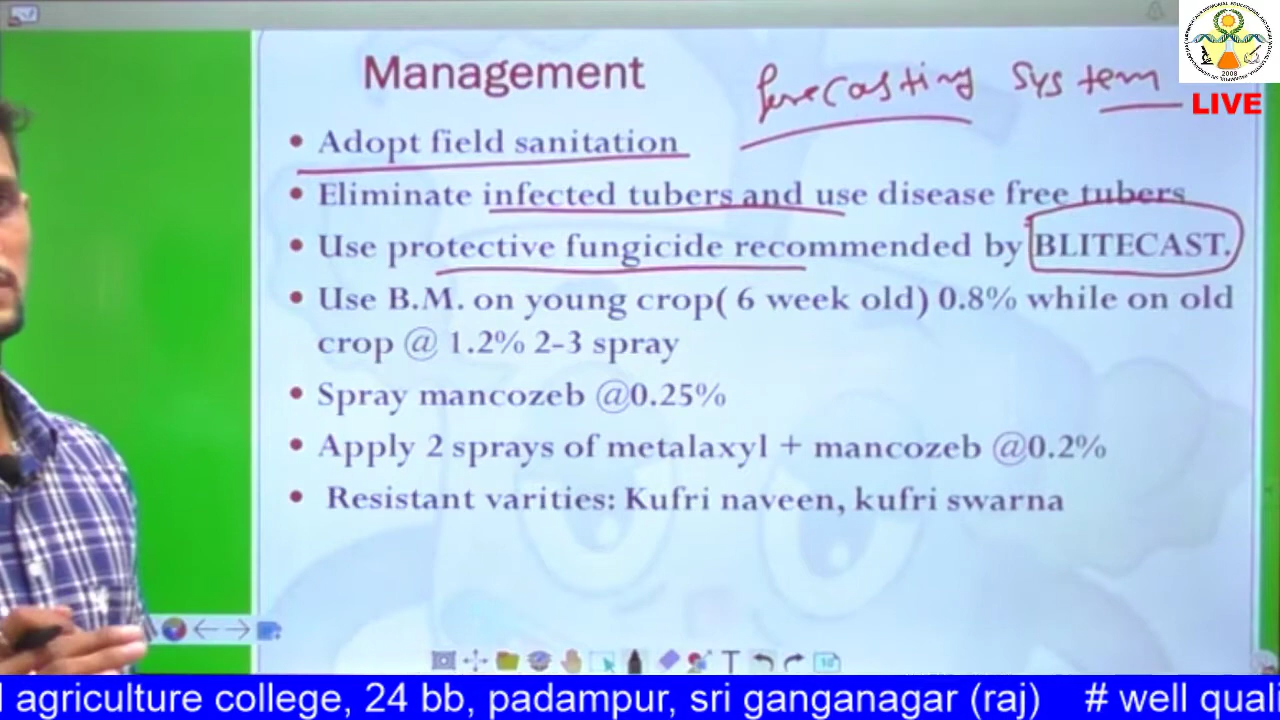 Management
forecasting system
LIVE
• Adopt field sanitation
• Eliminate infected tubers and use disease free tubers
• Use protective fungicide recommended by BLITECAST.
• Use B.M. on young crop( 6 week old) 0.8% while on old
crop @ 1.2% 2-3 spray
• Spray mancozeb @0.25%
• Apply 2 sprays of metalaxyl + mancozeb @0.2%
• Resistant varities: Kufri naveen, kufri swarna
agriculture college, 24 bb, padampur, sri ganganagar (raj) # well quali